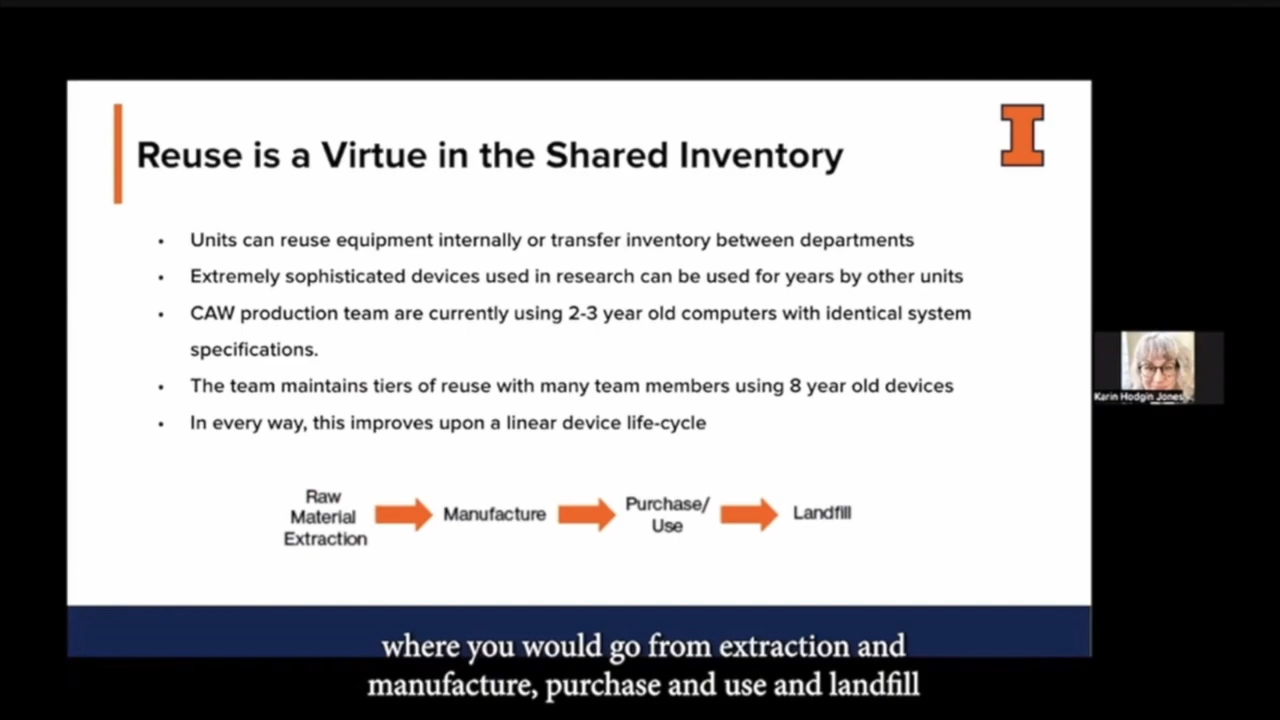 Reuse is a Virtue in the Shared Inventory
I
• Units can reuse equipment internally or transfer inventory between departments
• Extremely sophisticated devices used in research can be used for years by other units
• CAW production team are currently using 2-3 year old computers with identical system
specifications.
• The team maintains tiers of reuse with many team members using 8 year old devices
• In every way, this improves upon a linear device life-cycle
Raw
Material
Extraction
Manufacture
Purchase/
Use
Landfill
Karin Hodgin Jones
where you would go from extraction and
manufacture, purchase and use and landfill